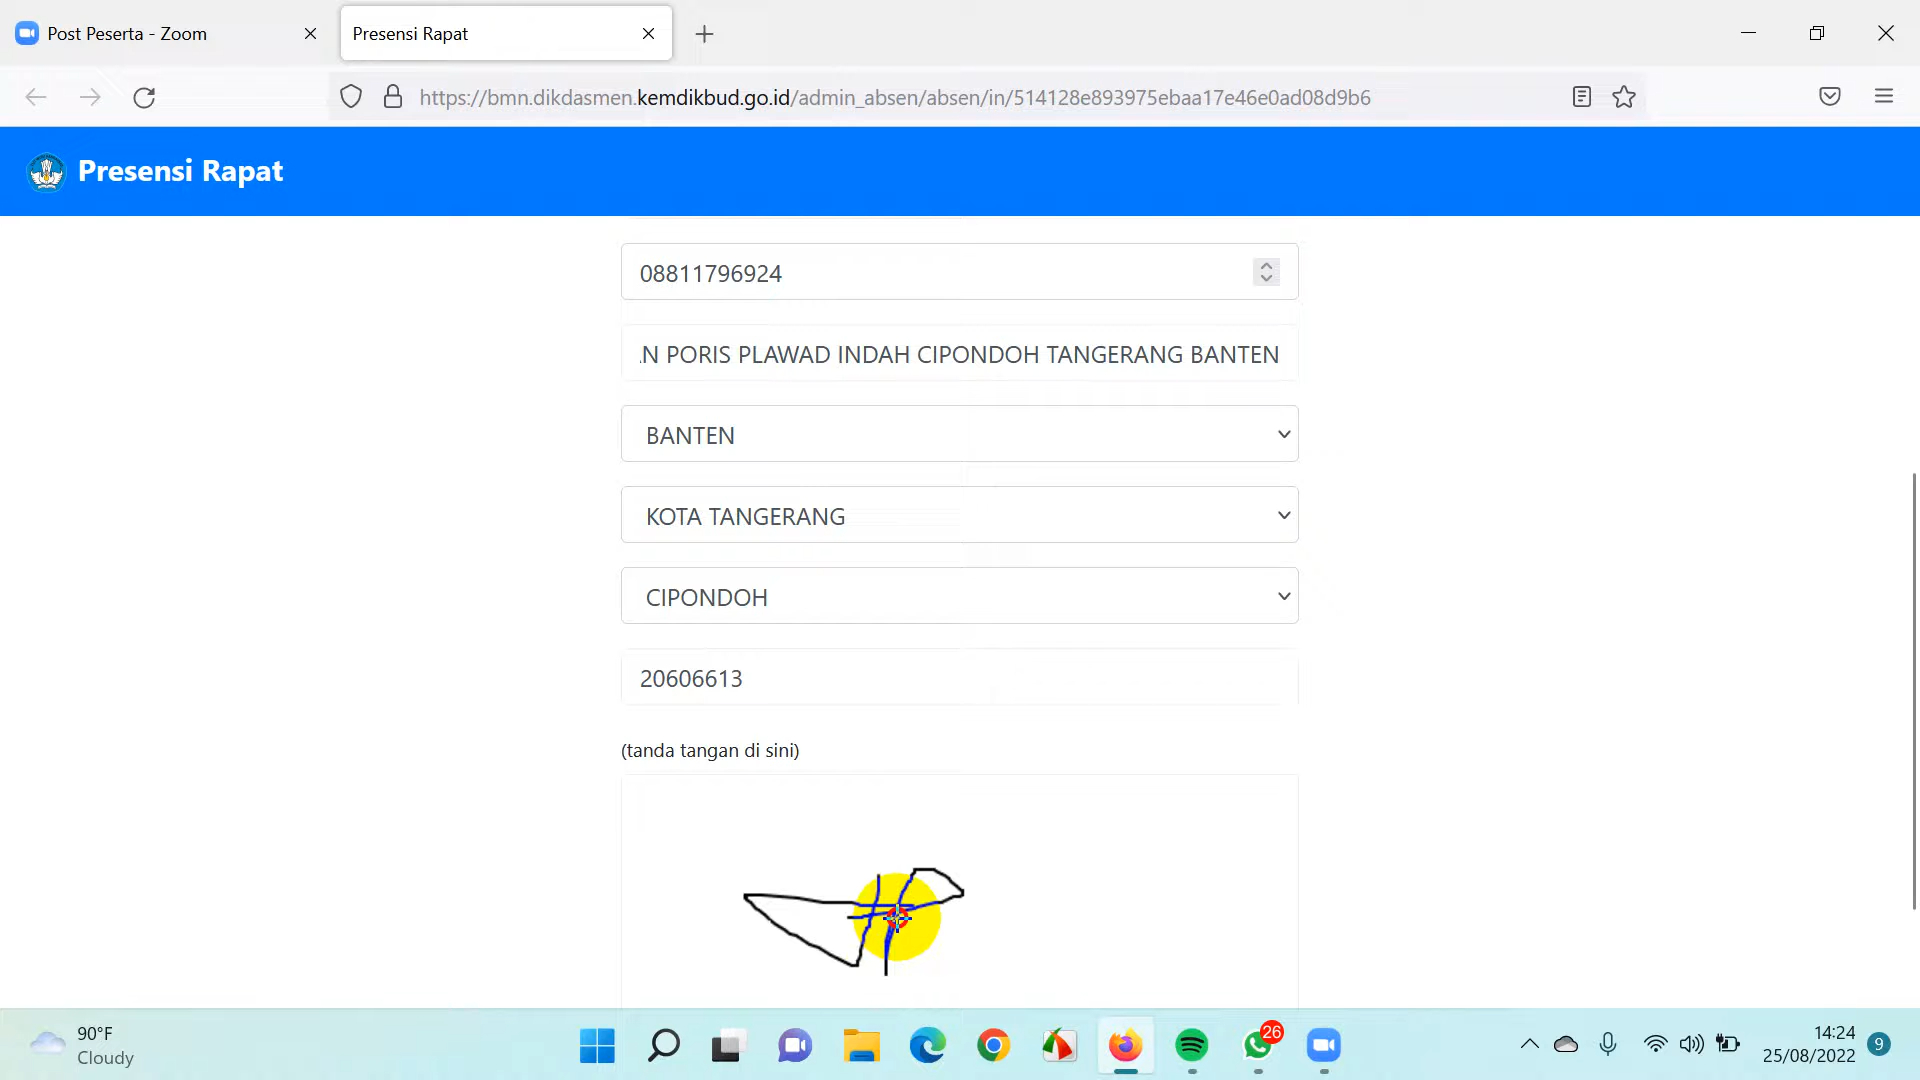 Post Peserta - Zoom
Presensi Rapat
https://bmn.dikdasmen.kemdikbud.go.id/admin_absen/absen/in/514128e893975ebaa17e46e0ad08d9b6
Presensi Rapat
08811796924
N PORIS PLAWAD INDAH CIPONDOH TANGERANG BANTEN
BANTEN
KOTA TANGERANG
CIPONDOH
20606613
(tanda tangan di sini)
90°F
Cloudy
26
14:24
25/08/2022
9